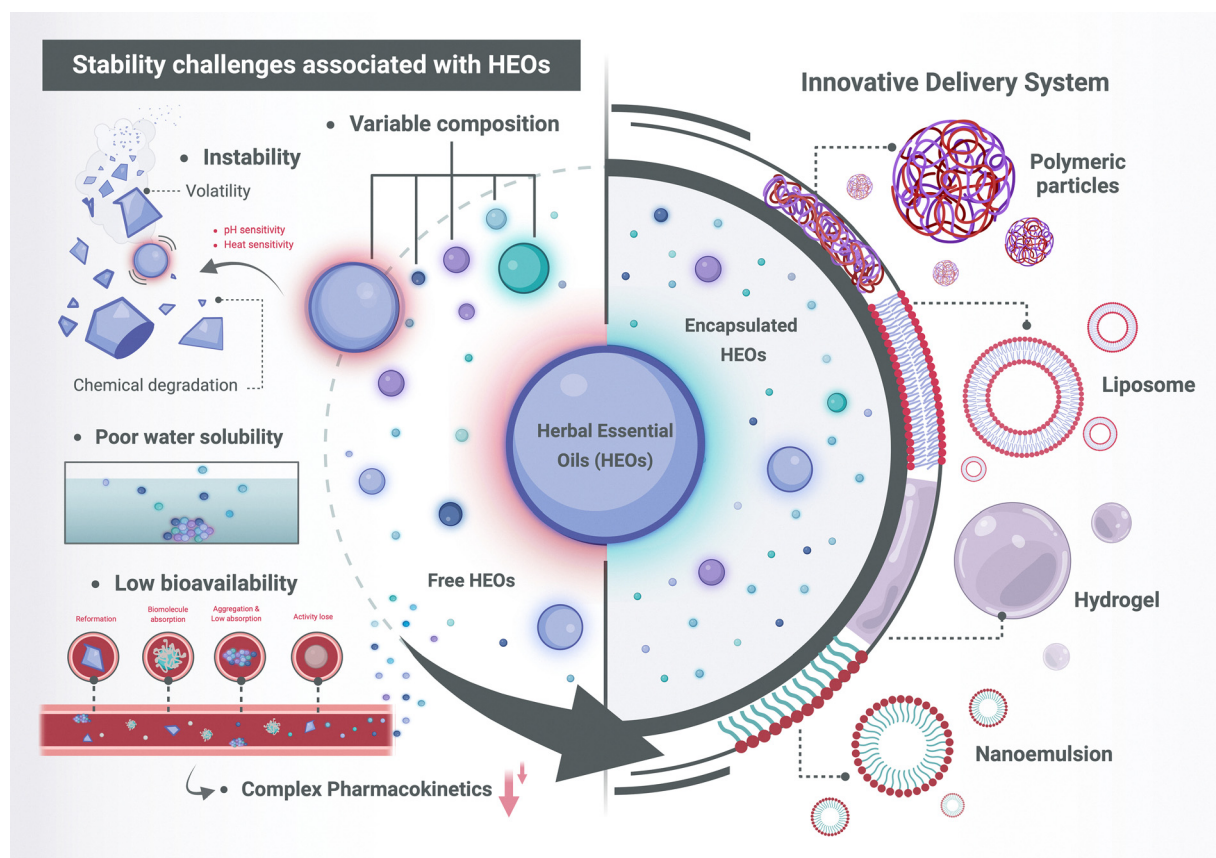 Stability challenges associated with HEOs
• Variable composition
• Instability
Volatility
• pH sensitivity
• Heat sensitivity
Chemical degradation
• Poor water solubility
• Low bioavailability
Reformation
Biomolecule
absorption
Aggregation &
Low absorption
Activity lose
• Complex Pharmacokinetics
Free HEOs
Herbal Essential
Oils (HEOs)
Encapsulated
HEOs
Innovative Delivery System
Polymeric
particles
Liposome
Hydrogel
Nanoemulsion